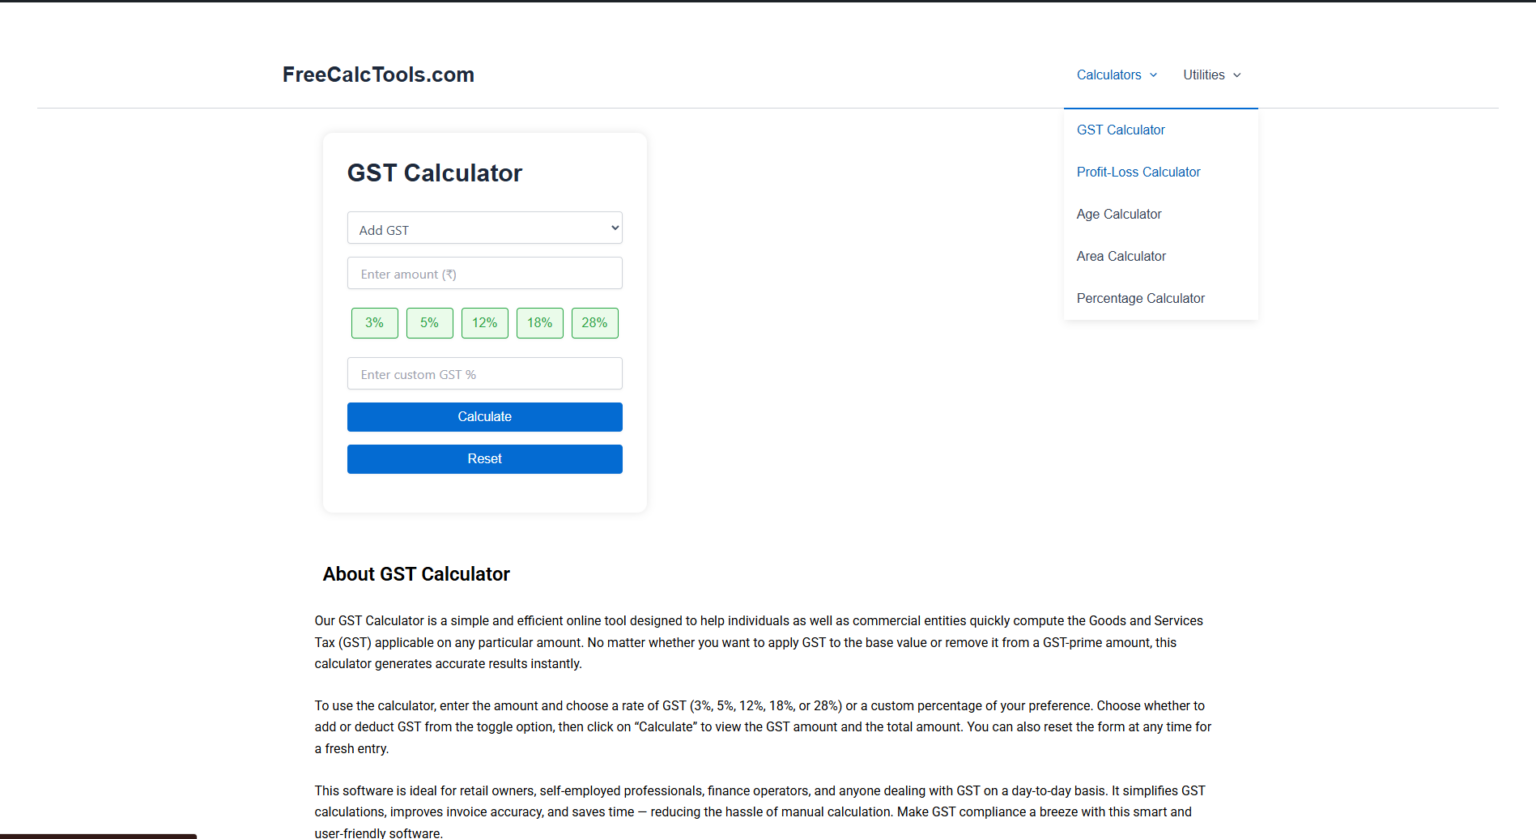 FreeCalcTools.com
Calculators
Utilities
GST Calculator
Profit-Loss Calculator
Age Calculator
Area Calculator
Percentage Calculator
GST Calculator
Add GST
Enter amount (₹)
3% 5% 12% 18% 28%
Enter custom GST %
Calculate
Reset
About GST Calculator
Our GST Calculator is a simple and efficient online tool designed to help individuals as well as commercial entities quickly compute the Goods and Services
Tax (GST) applicable on any particular amount. No matter whether you want to apply GST to the base value or remove it from a GST-prime amount, this
calculator generates accurate results instantly.
To use the calculator, enter the amount and choose a rate of GST (3%, 5%, 12%, 18%, or 28%) or a custom percentage of your preference. Choose whether to
add or deduct GST from the toggle option, then click on “Calculate” to view the GST amount and the total amount. You can also reset the form at any time for
a fresh entry.
This software is ideal for retail owners, self-employed professionals, finance operators, and anyone dealing with GST on a day-to-day basis. It simplifies GST
calculations, improves invoice accuracy, and saves time — reducing the hassle of manual calculation. Make GST compliance a breeze with this smart and
user-friendly software.